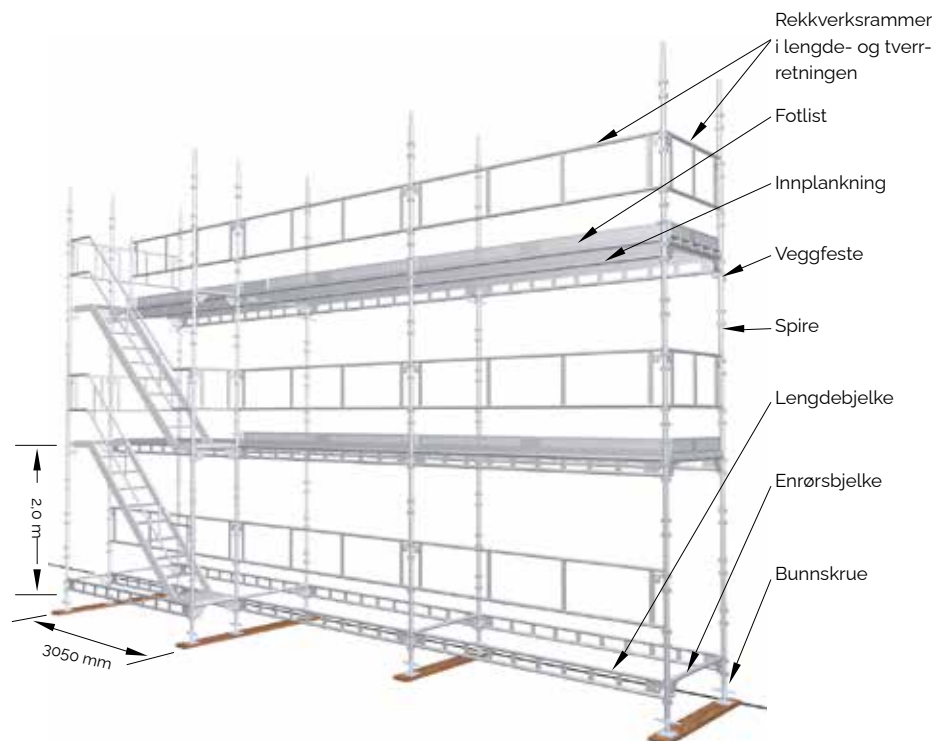 Rekkverksrammer
i lengde- og tverr-
retningen
Fotlist
Innplankning
Veggfeste
Spire
Lengdebjelke
Enrørsbjelke
Bunnskrue
2,0 m
3050 mm